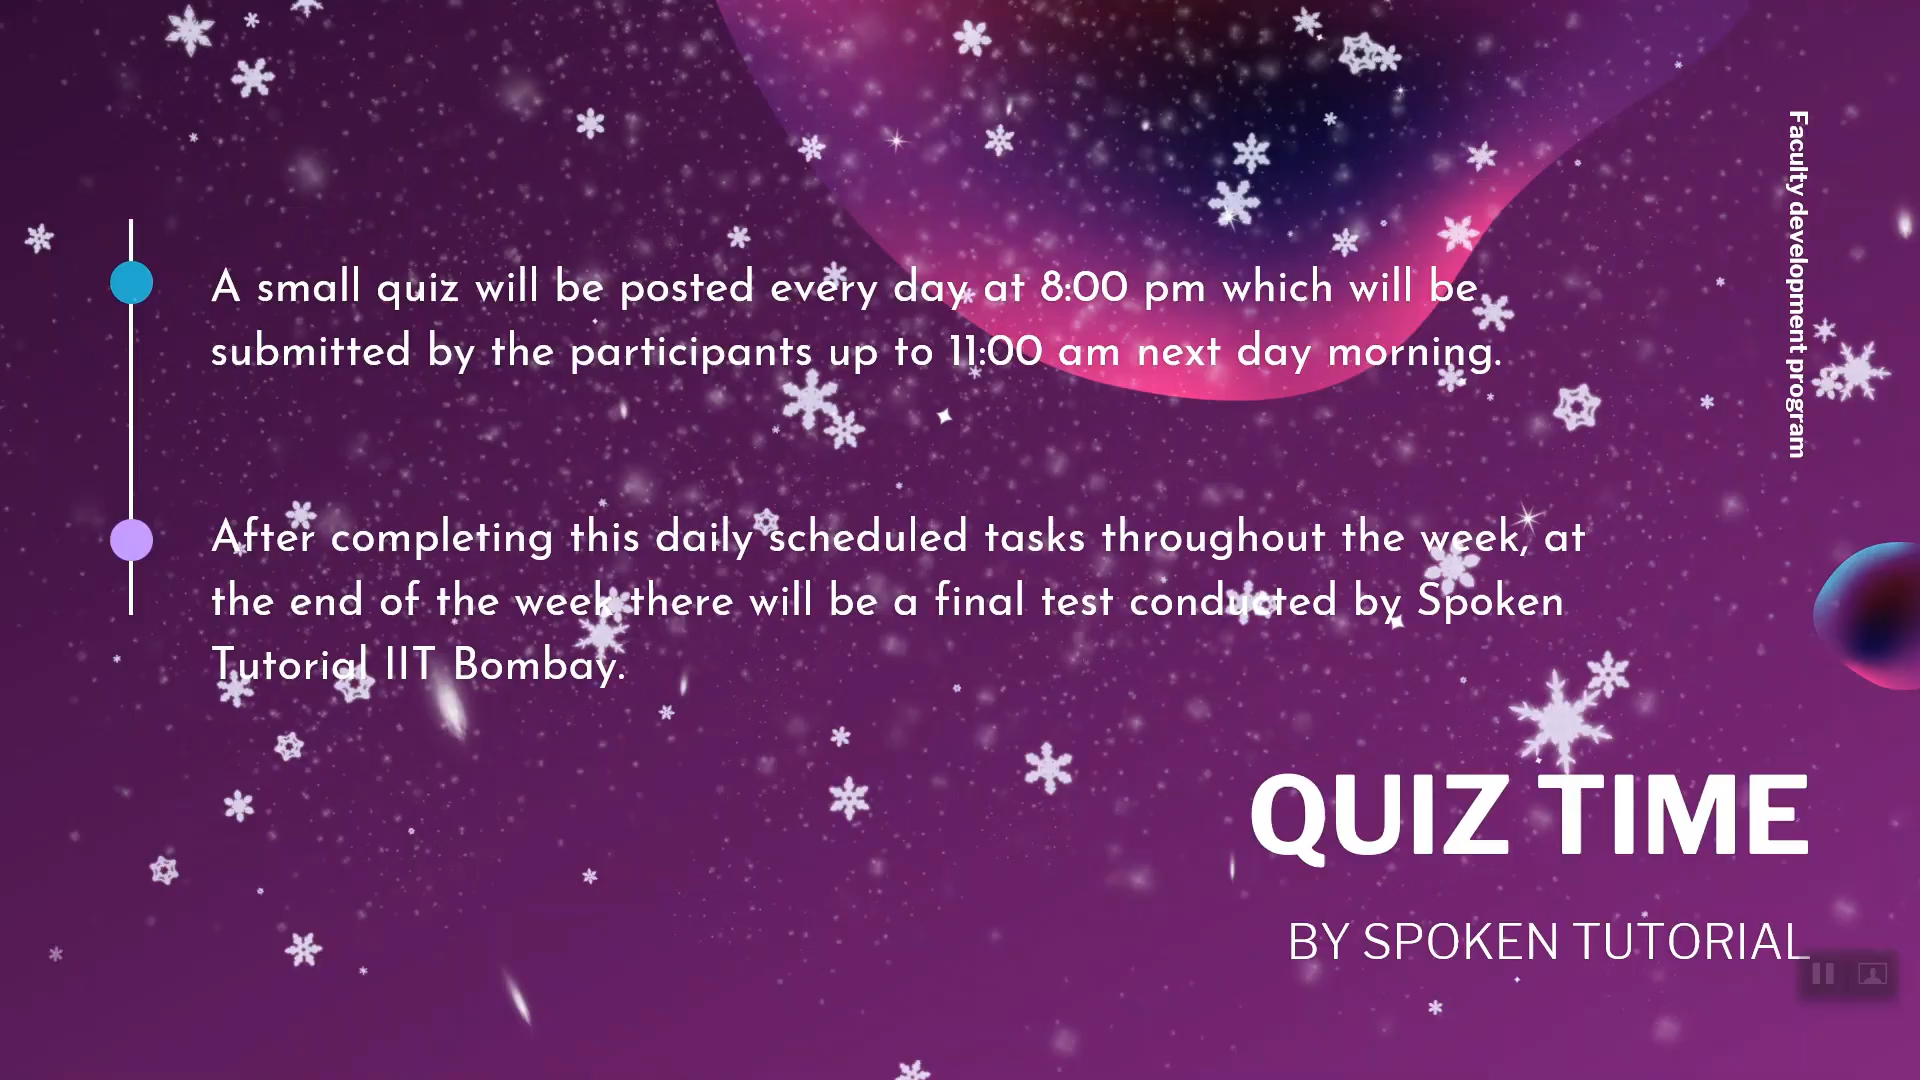 A small quiz will be posted every day at 8:00 pm which will be
submitted by the participants up to 11:00 am next day morning.
After completing this daily scheduled tasks throughout the week, at
the end of the week there will be a final test conducted by Spoken
Tutorial IIT Bombay.
Faculty development program
QUIZ TIME
BY SPOKEN TUTORIAL